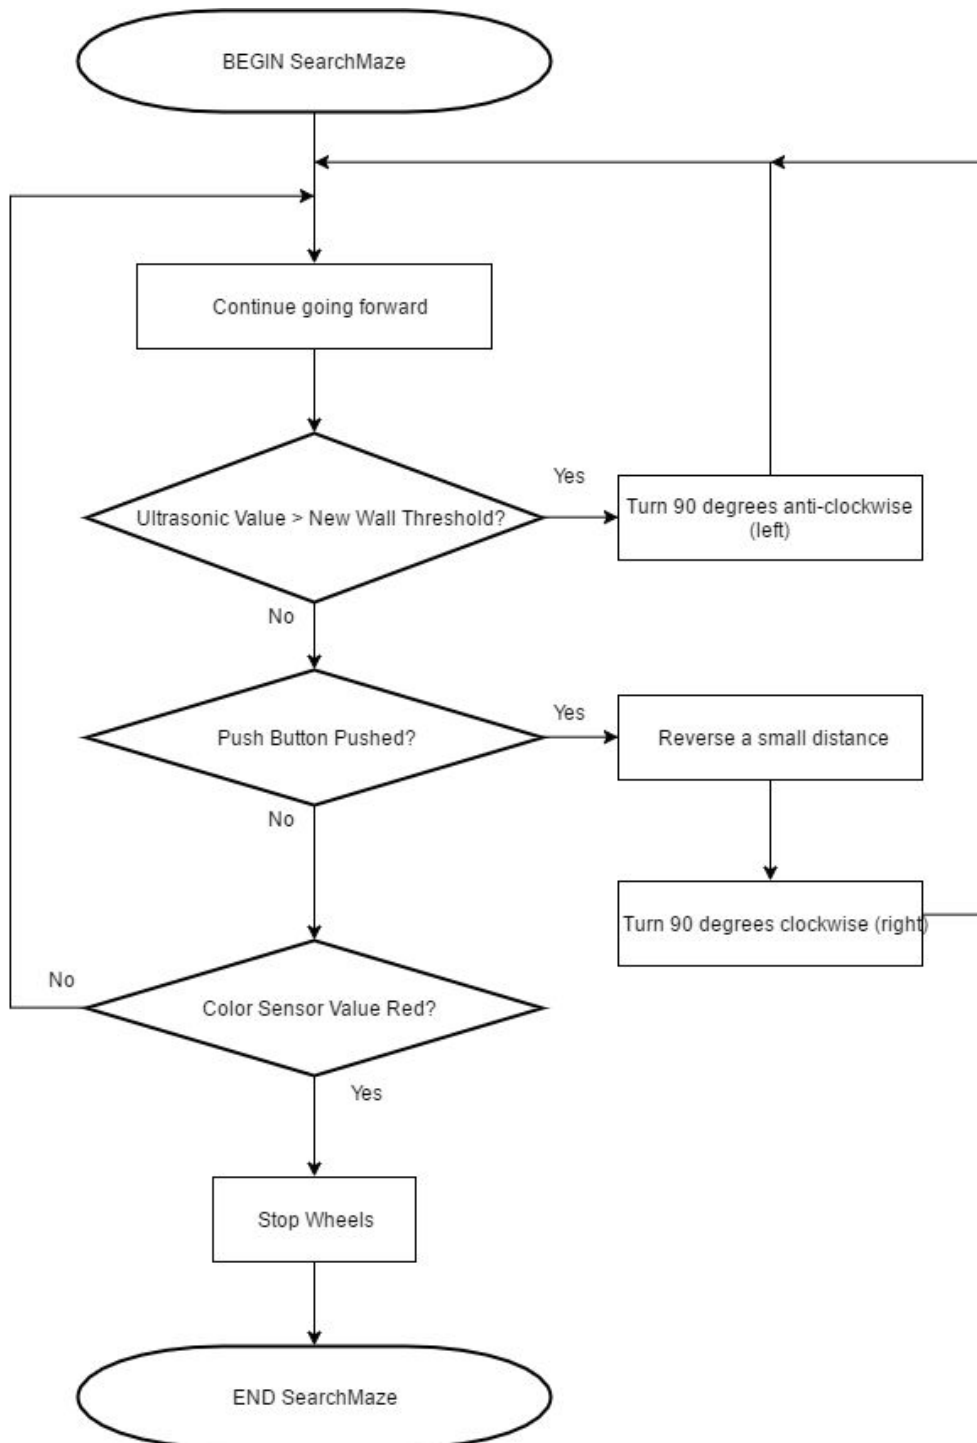 BEGIN SearchMaze
Continue going forward
Ultrasonic Value > New Wall Threshold?
Yes
Turn 90 degrees anti-clockwise
(left)
No
Push Button Pushed?
Yes
Reverse a small distance
No
Turn 90 degrees clockwise (right)
No
Color Sensor Value Red?
Yes
Stop Wheels
END SearchMaze